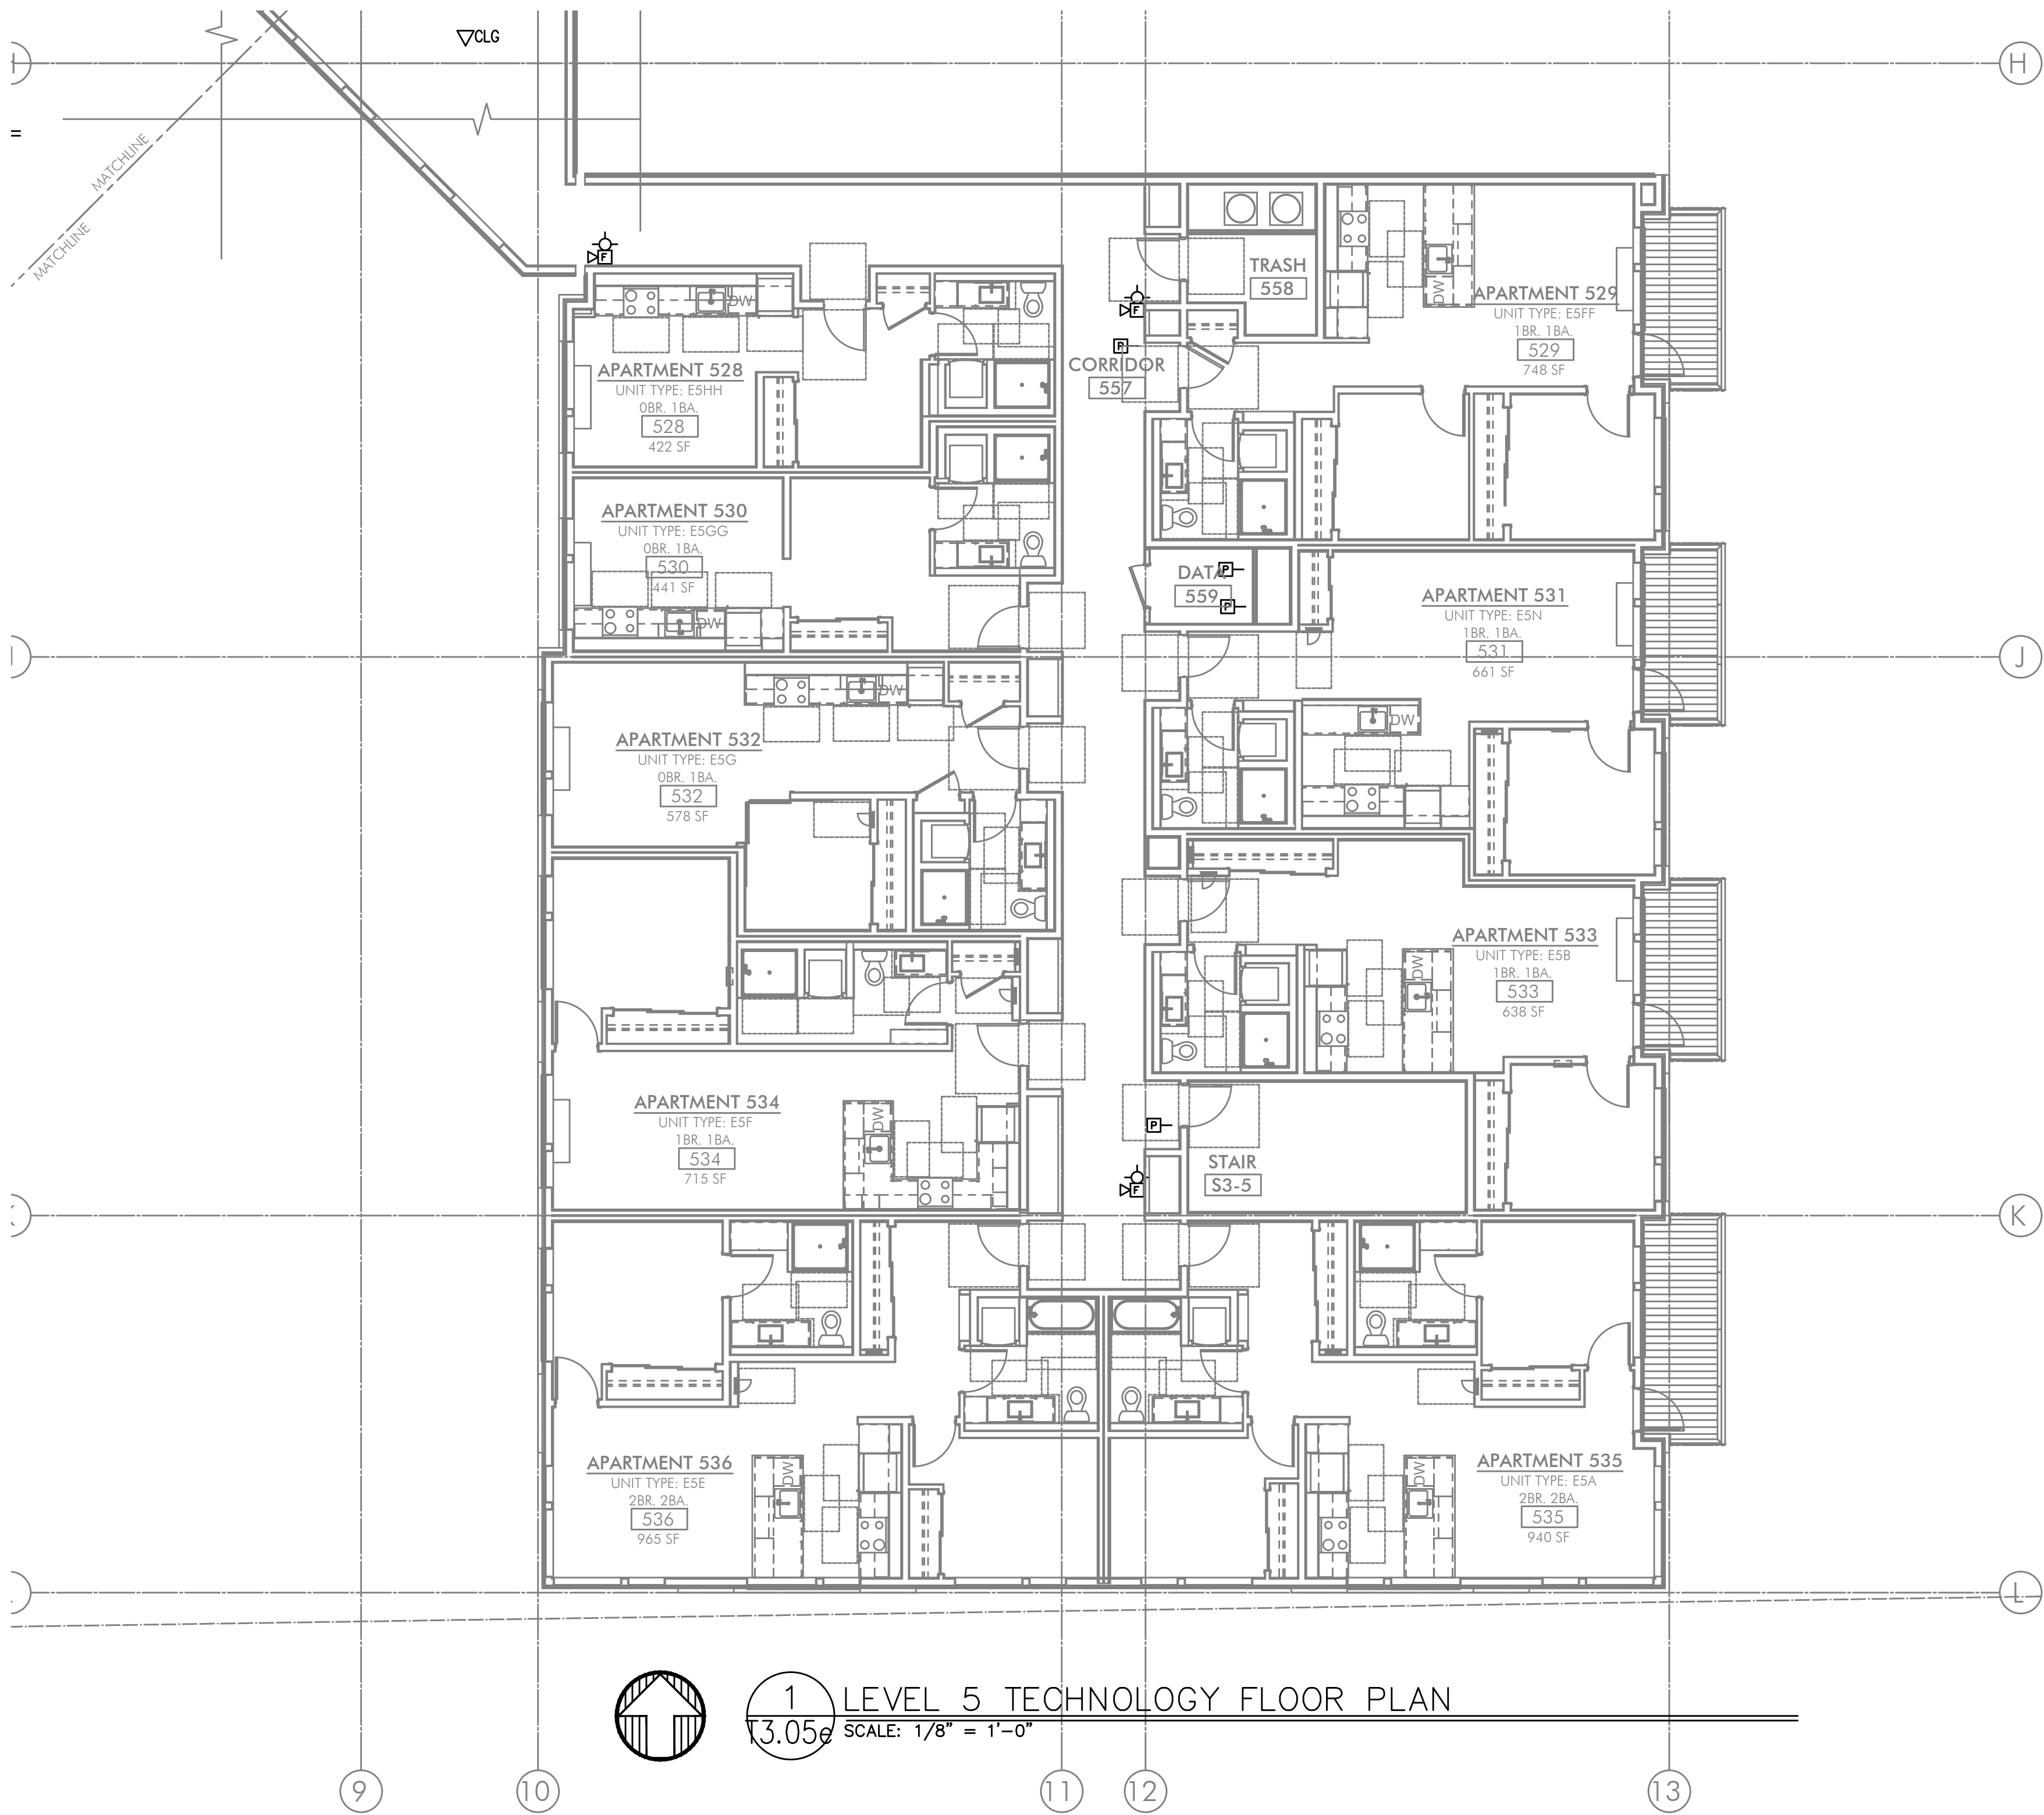 CLG
H
=
MATCHLINE
MATCHLINE
F
TRASH
558
APARTMENT 529
UNIT TYPE: E5FF
1BR. 1BA.
529
748 SF
DW
DW
F
P
CORRIDOR
557
APARTMENT 528
UNIT TYPE: E5HH
0BR. 1BA.
528
422 SF
APARTMENT 530
UNIT TYPE: E5GG
0BR. 1BA.
530
441 SF
DW
DATA
559
P
P
APARTMENT 531
UNIT TYPE: E5N
1BR. 1BA.
531
661 SF
DW
J
APARTMENT 532
UNIT TYPE: E5G
0BR. 1BA.
532
578 SF
DW
APARTMENT 533
UNIT TYPE: E5B
1BR. 1BA.
533
638 SF
DW
APARTMENT 534
UNIT TYPE: E5F
1BR. 1BA.
534
715 SF
DW
P
STAIR
S3-5
F
K
APARTMENT 536
UNIT TYPE: E5E
2BR. 2BA.
536
965 SF
DW
DW
APARTMENT 535
UNIT TYPE: E5A
2BR. 2BA.
535
940 SF
L
1
T3.05e
LEVEL 5 TECHNOLOGY FLOOR PLAN
SCALE: 1/8" = 1'-0"
9
10
11
12
13